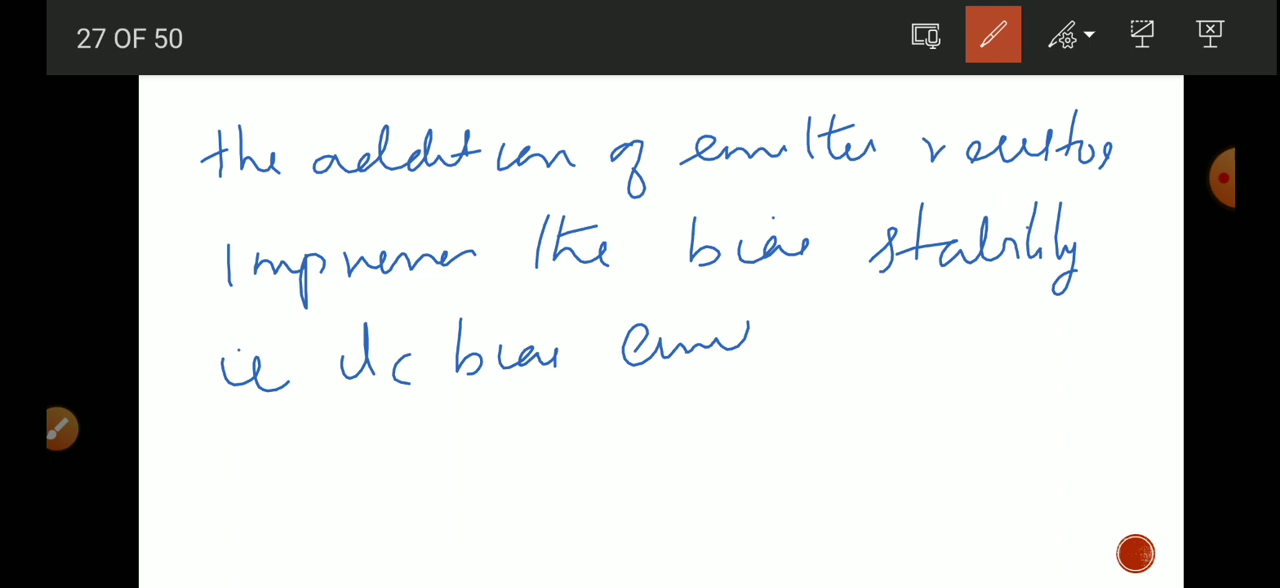 27 OF 50
the addition of emitter resistor
Improves the bias stability
ie dc bias